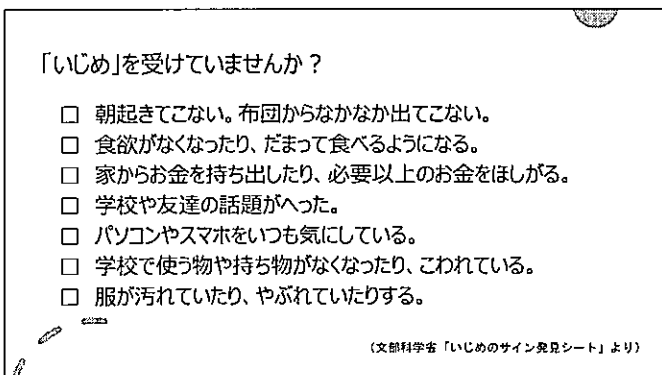 「いじめ」を受けていませんか？
□ 朝起きてこない。布団からなかなか出てこない。
□ 食欲がなくなったり、だまって食べるようになる。
□ 家からお金を持ち出したり、必要以上のお金をほしがる。
□ 学校や友達の話題がへった。
□ パソコンやスマホをいつも気にしている。
□ 学校で使う物や持ち物がなくなったり、こわれている。
□ 服が汚れていたり、やぶれていたりする。
（文部科学省「いじめのサイン発見シート」より）